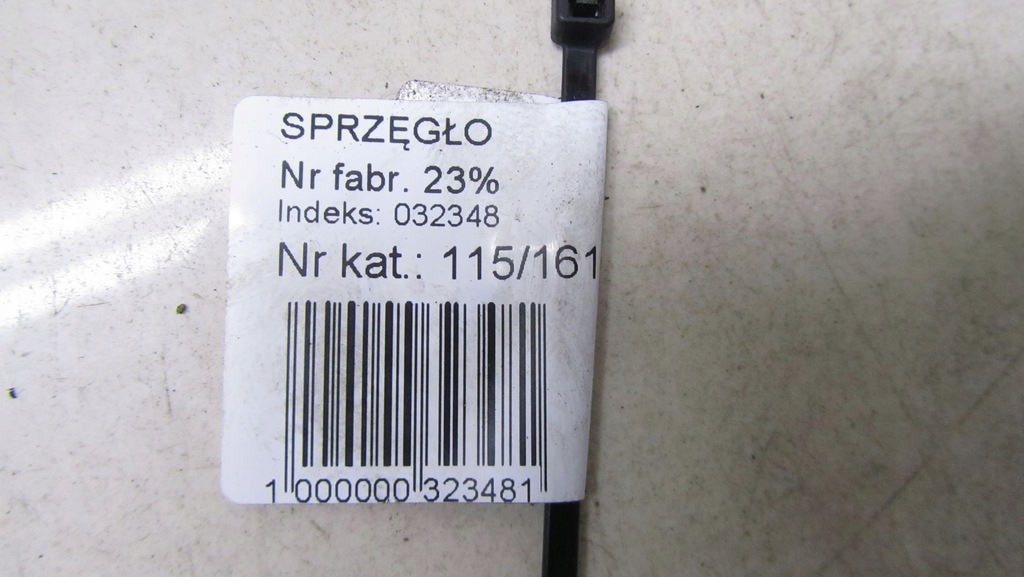 SPRZĘGŁO
Nr fabr. 23%
Indeks: 032348
Nr kat.: 115/161
1 000000 323481